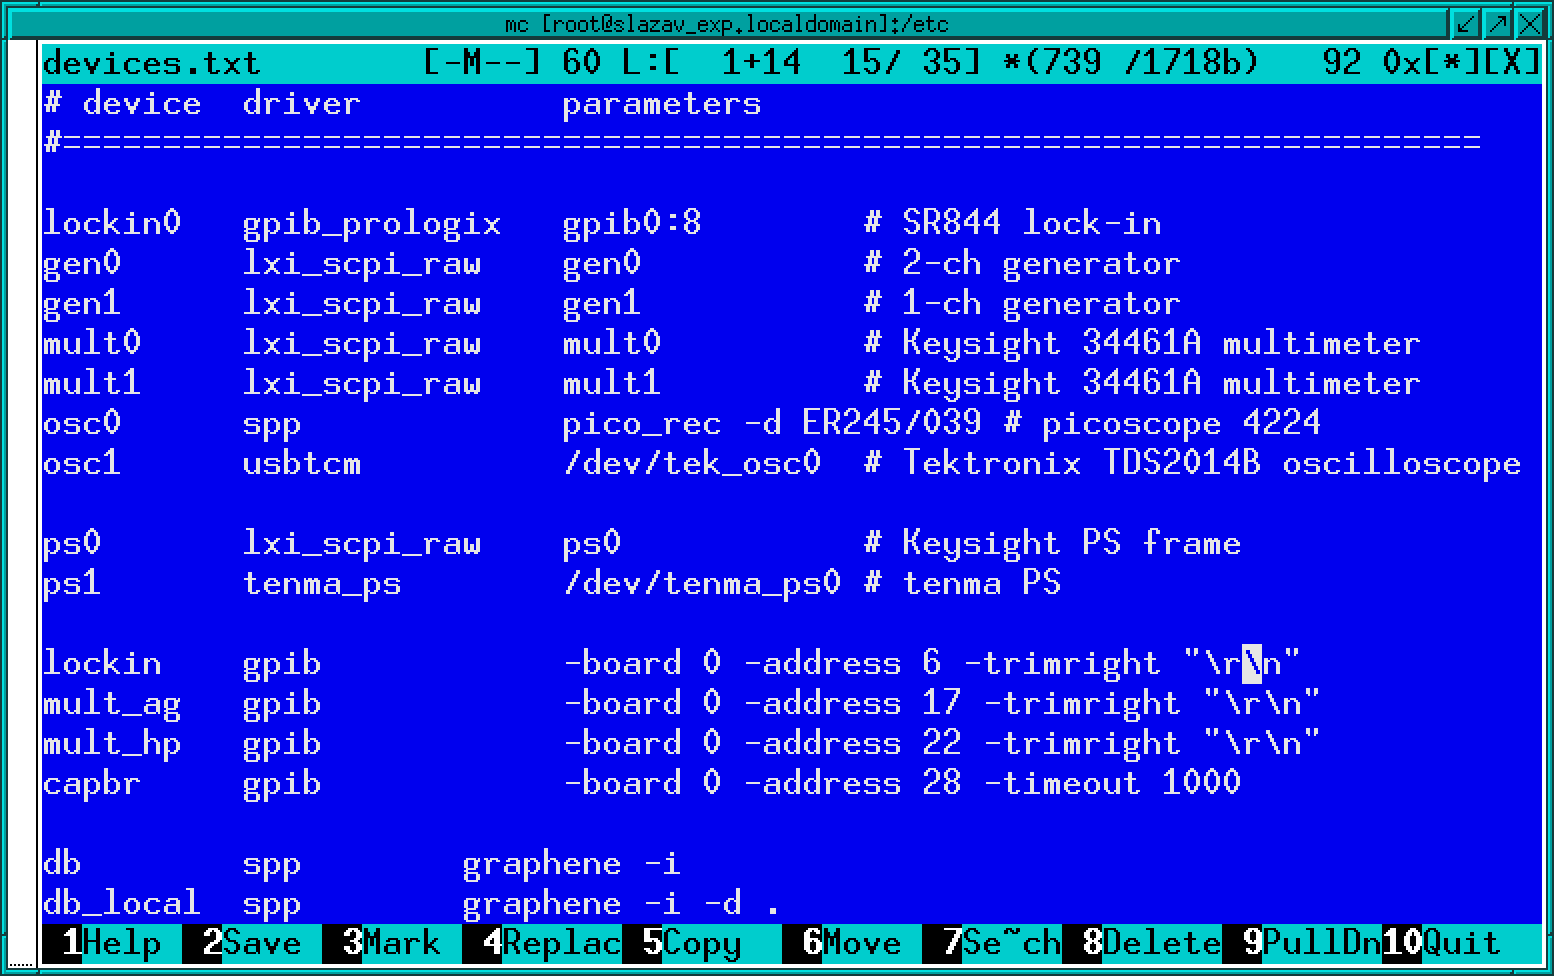 mc [root@slazav_exp.localdomain]:/etc
devices.txt        [-M--] 60 L:[  1+14  15/ 35] *(739 /1718b)   92 0x[*][X]
# device  driver          parameters
#=======================================================================
lockin0   gpib_prologix   gpib0:8        # SR844 lock-in
gen0      lxi_scpi_raw    gen0           # 2-ch generator
gen1      lxi_scpi_raw    gen1           # 1-ch generator
mult0     lxi_scpi_raw    mult0          # Keysight 34461A multimeter
mult1     lxi_scpi_raw    mult1          # Keysight 34461A multimeter
osc0      spp             pico_rec -d ER245/039 # picoscope 4224
osc1      usbtcm          /dev/tek_osc0  # Tektronix TDS2014B oscilloscope
ps0       lxi_scpi_raw    ps0            # Keysight PS frame
ps1       tenma_ps        /dev/tenma_ps0 # tenma PS
lockin    gpib            -board 0 -address 6 -trimright "\r\n"
mult_ag   gpib            -board 0 -address 17 -trimright "\r\n"
mult_hp   gpib            -board 0 -address 22 -trimright "\r\n"
capbr     gpib            -board 0 -address 28 -timeout 1000
db        spp        graphene -i
db_local  spp        graphene -i -d .
1Help  2Save  3Mark  4Replac 5Copy   6Move  7Se~ch 8Delete 9PullDn10Quit